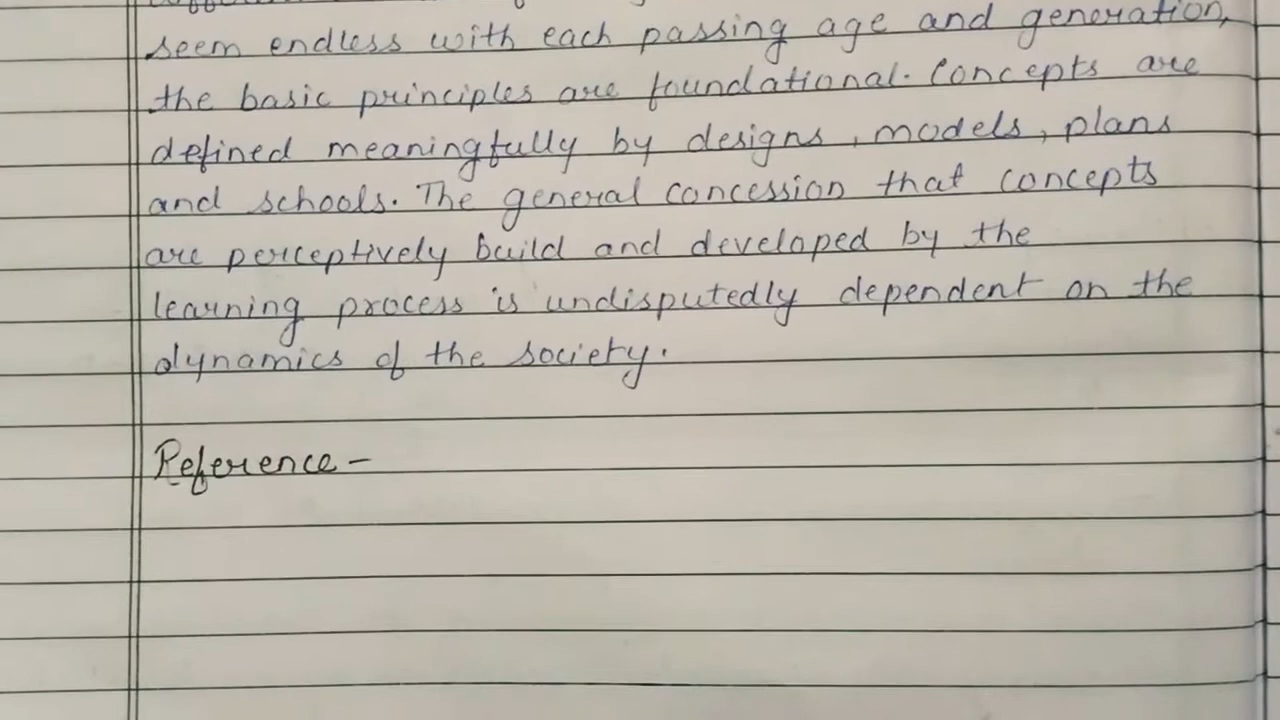 seem endless with each passing age and generation,
the basic principles are foundational. Concepts are
defined meaningfully by designs, models, plans
and schools. The general concession that concepts
are perceptively build and developed by the
learning process is undisputedly dependent on the
dynamics of the society.
Reference -